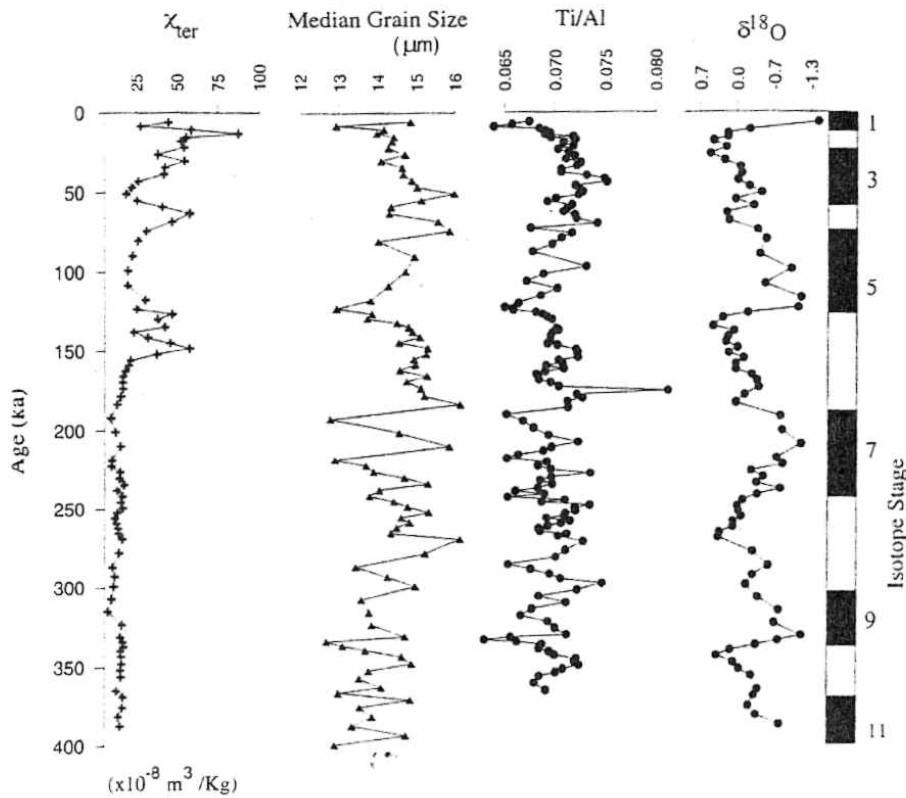 χter Median Grain Size Ti/Al δ18O
(µm)
25 50 75 100 12 13 14 15 16 0.065 0.070 0.075 0.080 0.7 0.0 -0.7 -1.3
0
50
100
150
200
250
300
350
400
Age (ka)
1
3
5
7
9
11
Isotope Stage
(x10-8 m3 /Kg)